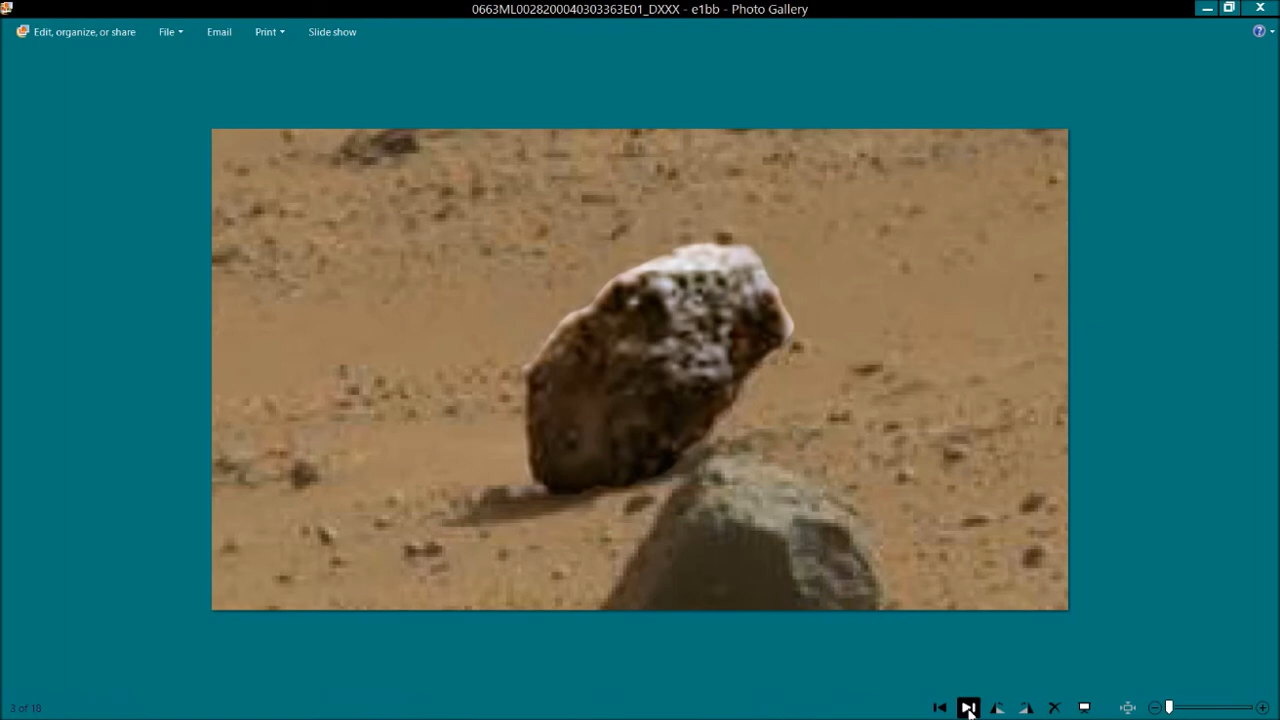 0663ML0028200040303363E01_DXXX - e1bb - Photo Gallery
Edit, organize, or share File Email Print Slide show
3 of 18